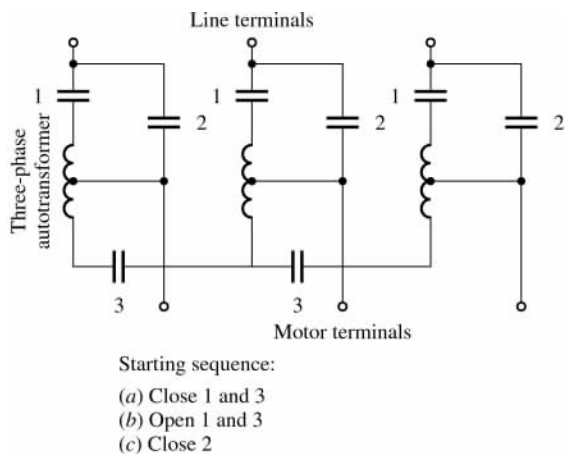 Line terminals
1
2
1
2
1
2
Three-phase
autotransformer
3
3
Motor terminals
Starting sequence:
(a) Close 1 and 3
(b) Open 1 and 3
(c) Close 2